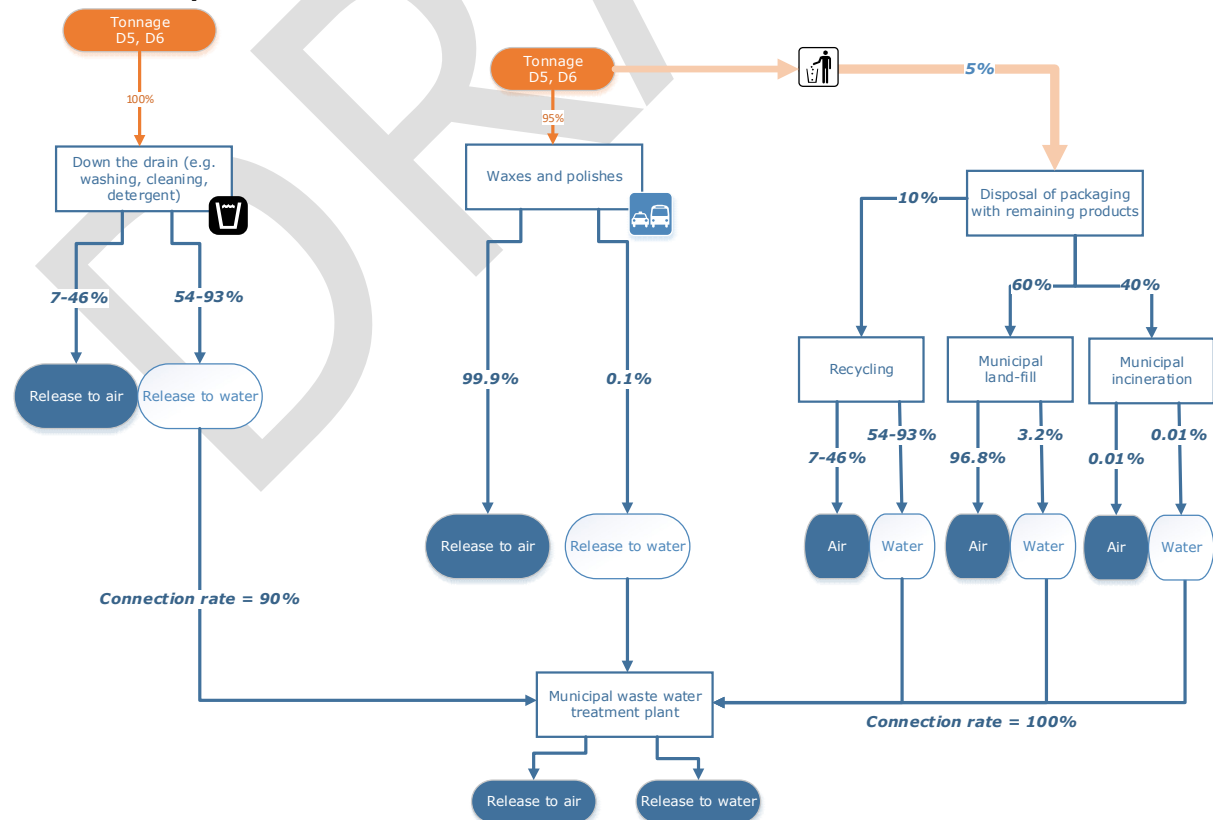 Tonnage
D5, D6
100%
Down the drain (e.g.
washing, cleaning,
detergent)
7-46%
54-93%
Release to air
Release to water
Connection rate = 90%
Tonnage
D5, D6
95%
Waxes and polishes
99.9%
0.1%
Release to air
Release to water
5%
Disposal of packaging
with remaining products
10%
60%
40%
Recycling
Municipal
land-fill
Municipal
incineration
7-46%
54-93%
96.8%
3.2%
0.01%
0.01%
Air
Water
Air
Water
Air
Water
Connection rate = 100%
Municipal waste water
treatment plant
Release to air
Release to water